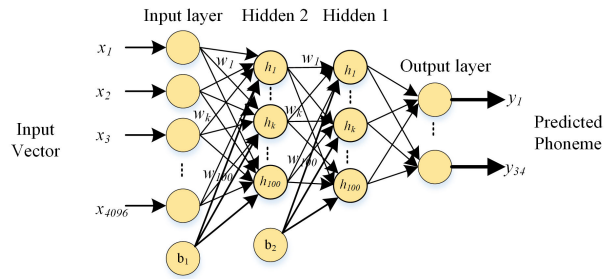 Input layer
Hidden 2
Hidden 1
Output layer
Input
Vector
x1
x2
x3
x4096
b1
w1
wk
w100
h1
hk
h100
b2
w1
wk
w100
h1
hk
h100
y1
y34
Predicted
Phoneme